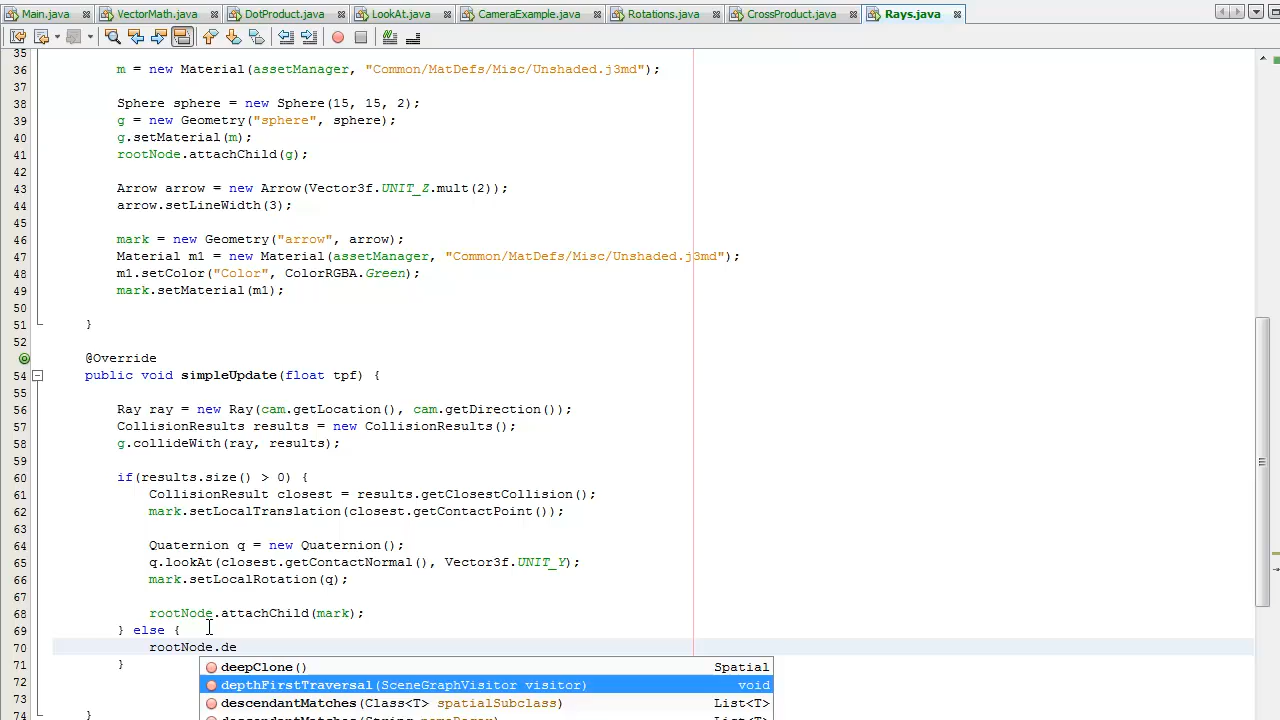 Main.java VectorMath.java DotProduct.java LookAt.java CameraExample.java Rotations.java CrossProduct.java Rays.java
35
36 m = new Material(assetManager, "Common/MatDefs/Misc/Unshaded.j3md");
37
38 Sphere sphere = new Sphere(15, 15, 2);
39 g = new Geometry("sphere", sphere);
40 g.setMaterial(m);
41 rootNode.attachChild(g);
42
43 Arrow arrow = new Arrow(Vector3f.UNIT_Z.mult(2));
44 arrow.setLineWidth(3);
45
46 mark = new Geometry("arrow", arrow);
47 Material m1 = new Material(assetManager, "Common/MatDefs/Misc/Unshaded.j3md");
48 m1.setColor("Color", ColorRGBA.Green);
49 mark.setMaterial(m1);
50
51 }
52
@Override
54 public void simpleUpdate(float tpf) {
55
56 Ray ray = new Ray(cam.getLocation(), cam.getDirection());
57 CollisionResults results = new CollisionResults();
58 g.collideWith(ray, results);
59
60 if(results.size() > 0) {
61 CollisionResult closest = results.getClosestCollision();
62 mark.setLocalTranslation(closest.getContactPoint());
63
64 Quaternion q = new Quaternion();
65 q.lookAt(closest.getContactNormal(), Vector3f.UNIT_Y);
66 mark.setLocalRotation(q);
67
68 rootNode.attachChild(mark);
69 } else {
70 rootNode.de
71 } deepClone() Spatial
72 depthFirstTraversal(SceneGraphVisitor visitor) void
73 descendantMatches(Class<T> spatialSubclass) List<T>
74 }